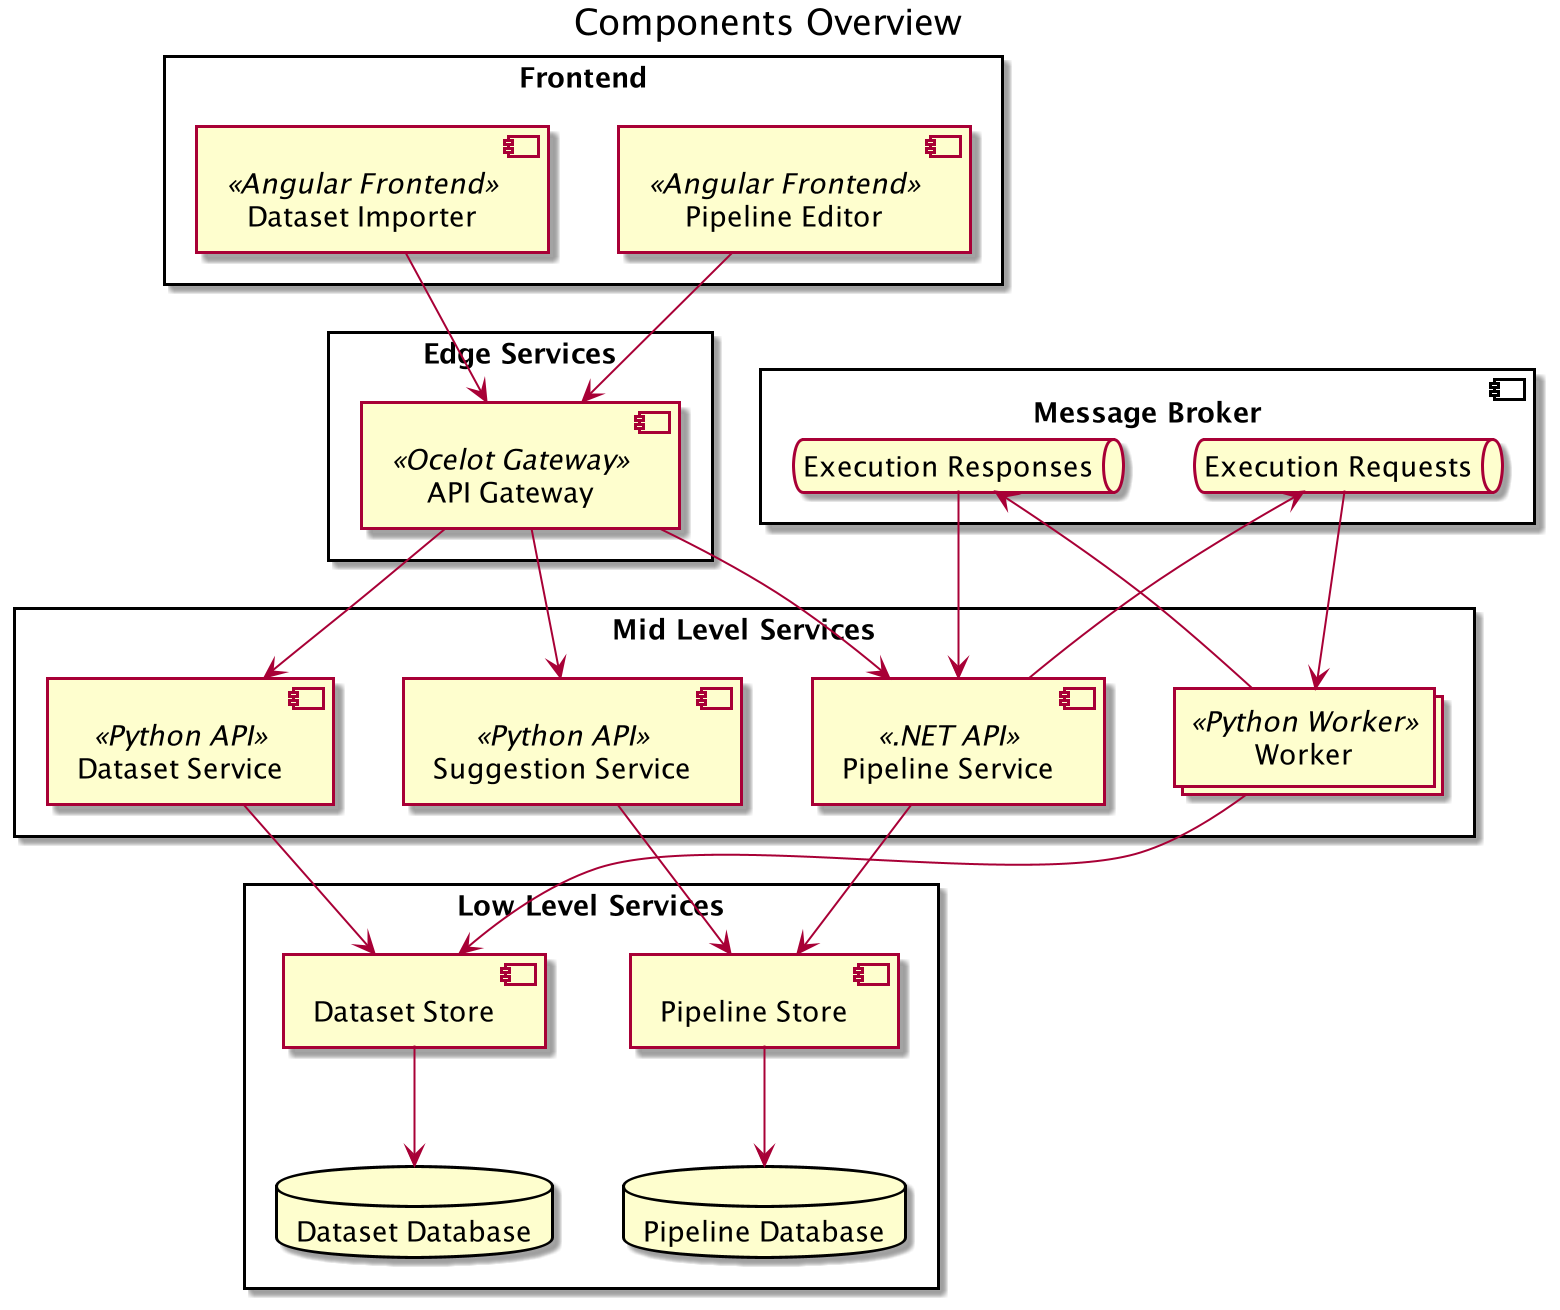 Components Overview
Frontend
«Angular Frontend»
Dataset Importer
«Angular Frontend»
Pipeline Editor
Edge Services
«Ocelot Gateway»
API Gateway
Message Broker
Execution Responses
Execution Requests
Mid Level Services
«Python API»
Dataset Service
«Python API»
Suggestion Service
«.NET API»
Pipeline Service
«Python Worker»
Worker
Low Level Services
Dataset Store
Pipeline Store
Dataset Database
Pipeline Database